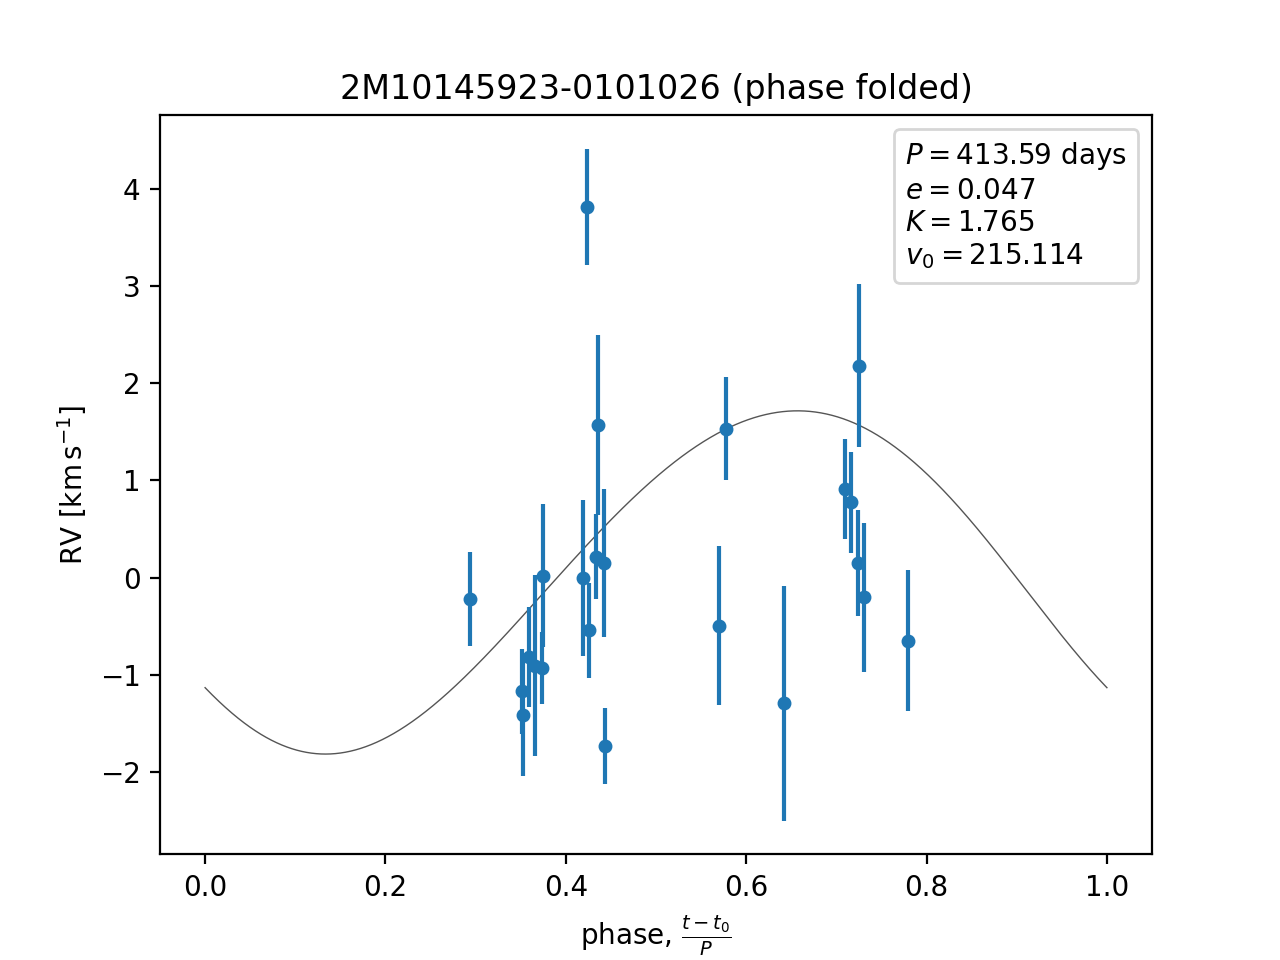 2M10145923-0101026 (phase folded)
P = 413.59 days
e = 0.047
K = 1.765
v₀ = 215.114
RV [km s⁻¹]
4
3
2
1
0
−1
−2
0.0 0.2 0.4 0.6 0.8 1.0
phase, (t − t₀)/P